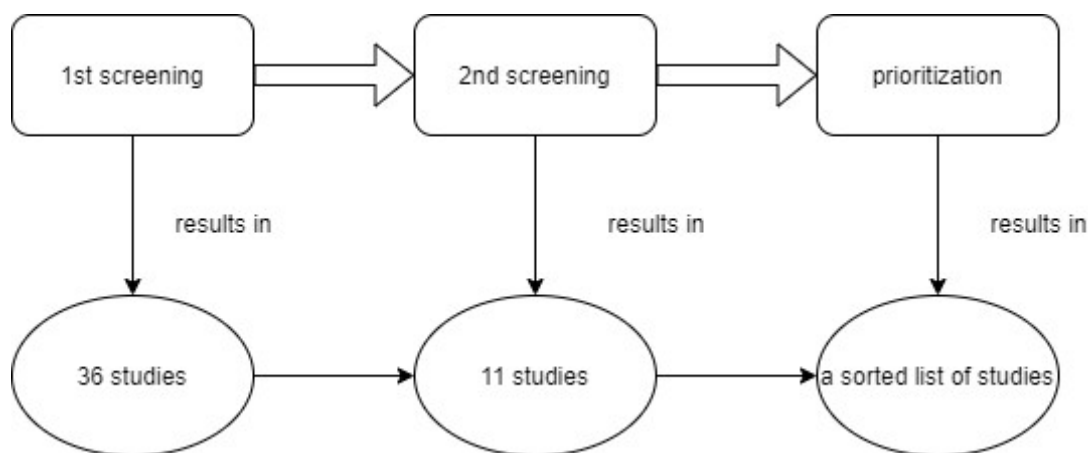 1st screening
2nd screening
prioritization
results in
results in
results in
36 studies
11 studies
a sorted list of studies